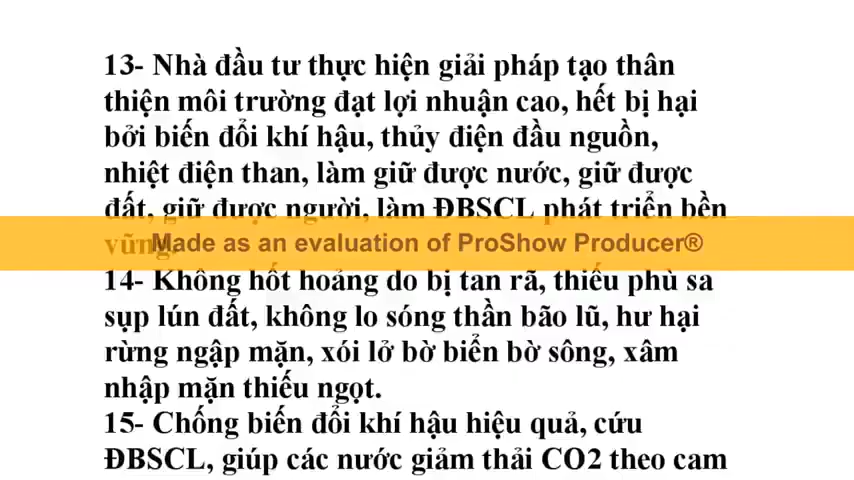 13- Nhà đầu tư thực hiện giải pháp tạo thân
thiện môi trường đạt lợi nhuận cao, hết bị hại
bởi biến đổi khí hậu, thủy điện đầu nguồn,
nhiệt điện than, làm giữ được nước, giữ được
đất, giữ được người, làm ĐBSCL phát triển bền
vững.
Made as an evaluation of ProShow Producer®
14- Không hốt hoảng do bị tan rã, thiếu phù sa
sụp lún đất, không lo sóng thần bão lũ, hư hại
rừng ngập mặn, xói lở bờ biển bờ sông, xâm
nhập mặn thiếu ngọt.
15- Chống biến đổi khí hậu hiệu quả, cứu
ĐBSCL, giúp các nước giảm thải CO2 theo cam